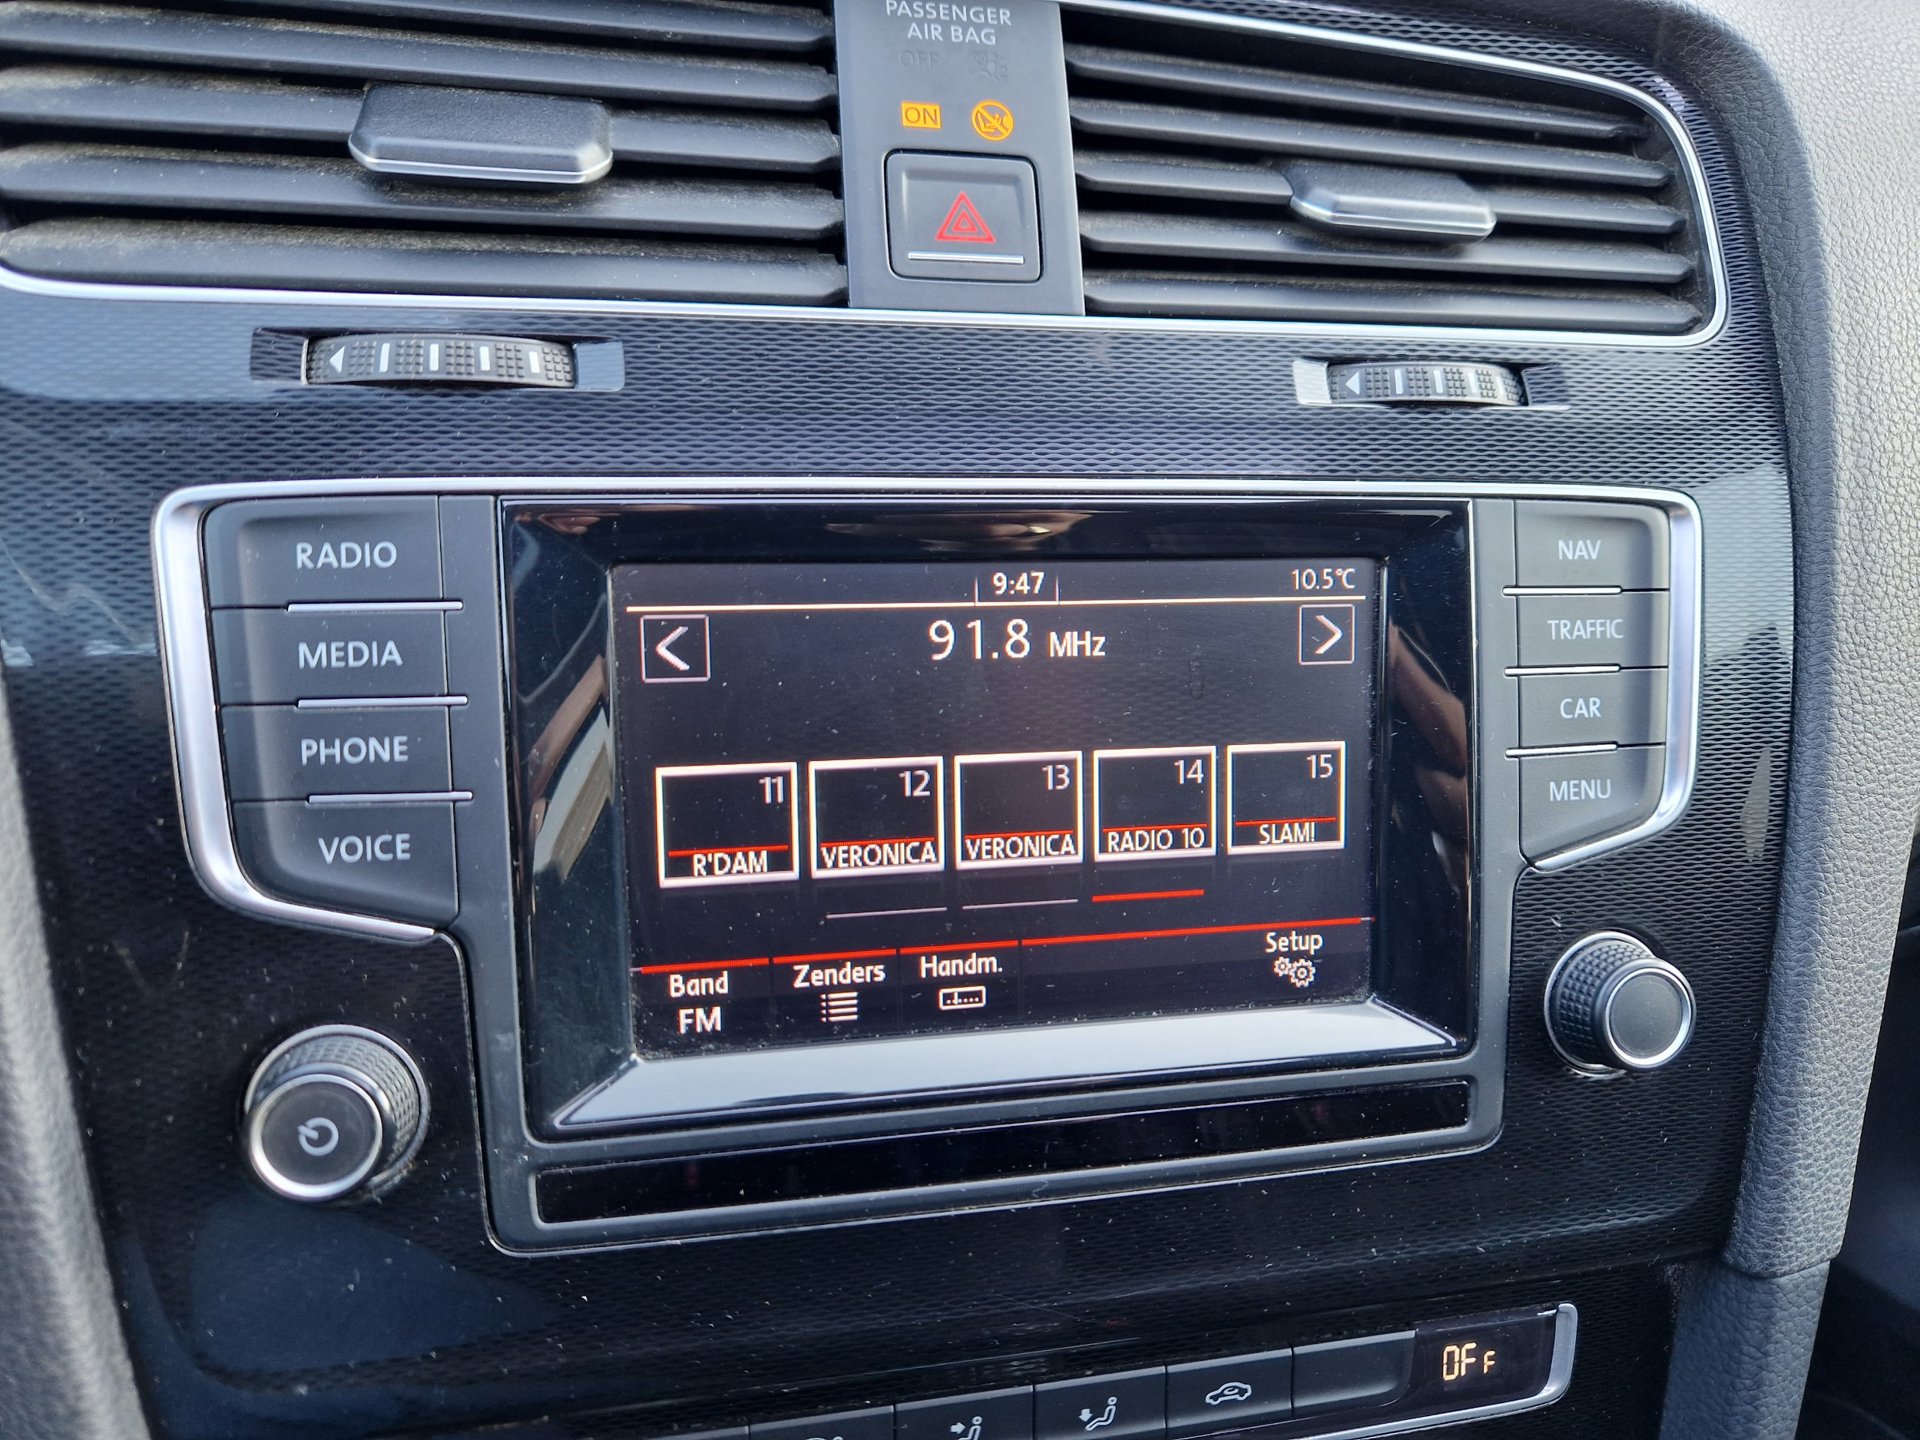 PASSENGER
AIR BAG
OFF
ON
RADIO
MEDIA
PHONE
VOICE
9:47
10.5°C
91.8 MHz
11
R'DAM
12
VERONICA
13
VERONICA
14
RADIO 10
15
SLAM!
Band
FM
Zenders
Handm.
Setup
NAV
TRAFFIC
CAR
MENU
OFF